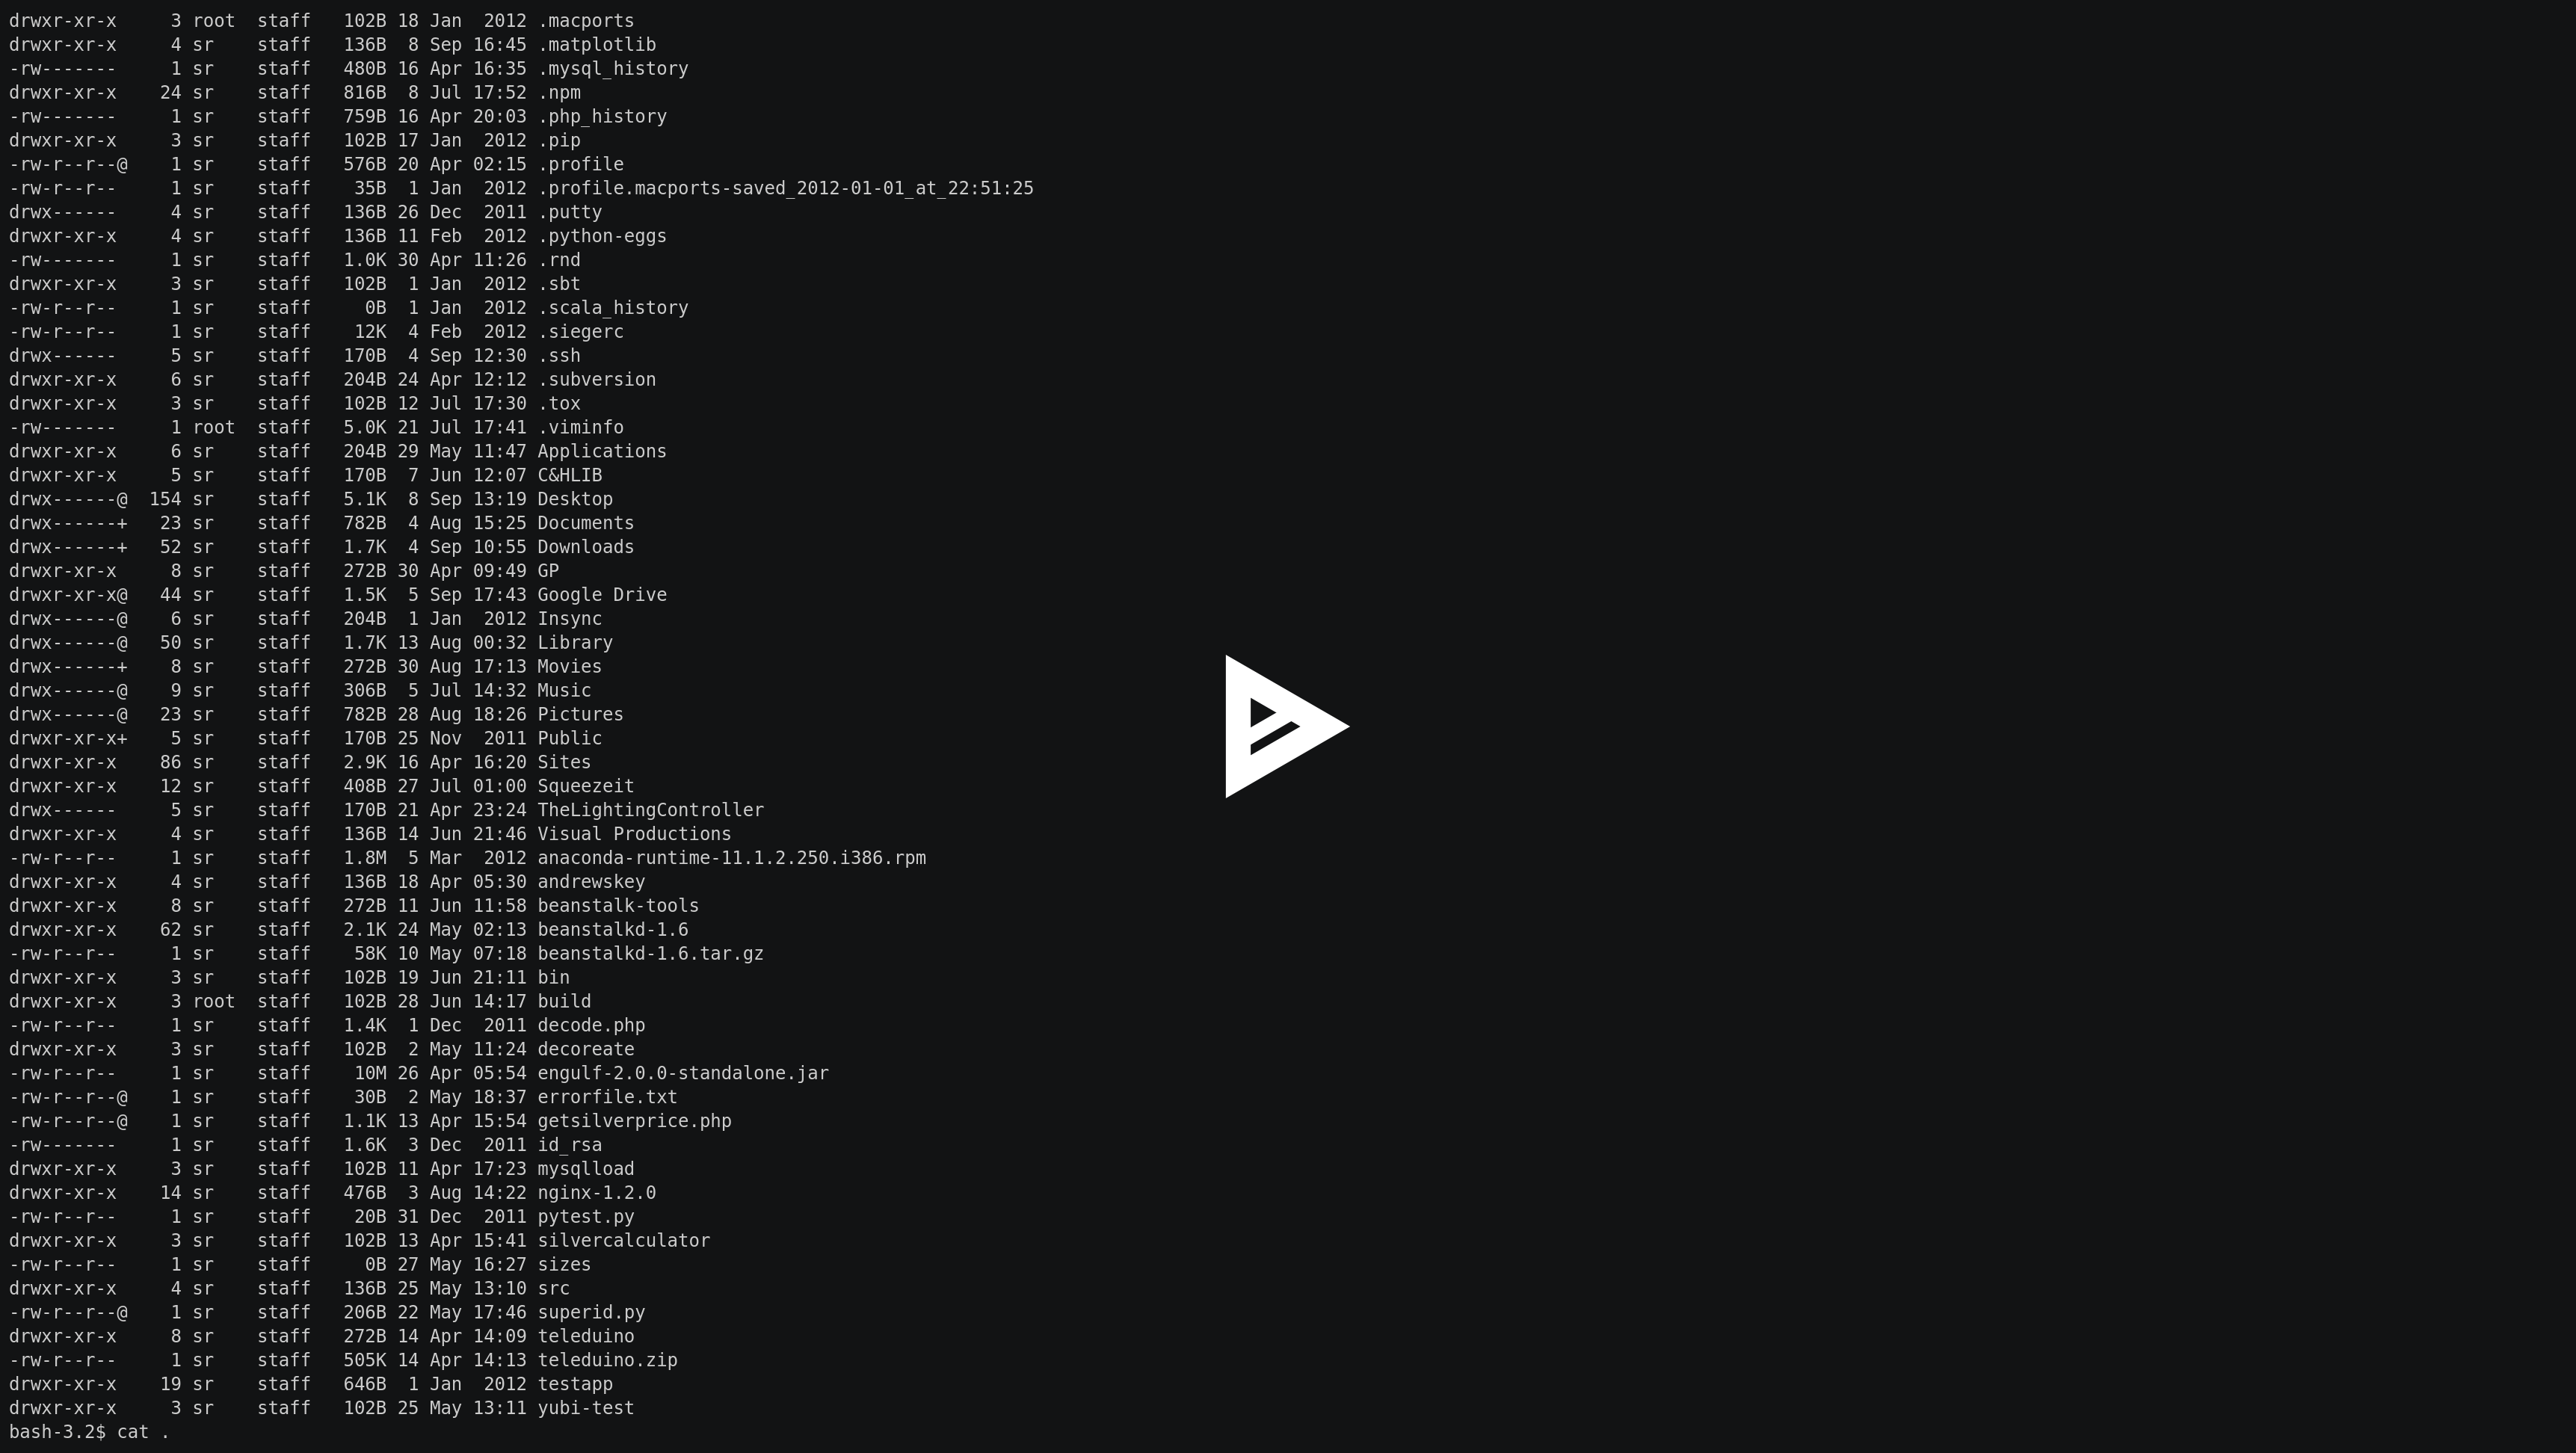 drwxr-xr-x     3 root  staff   102B 18 Jan  2012 .macports
drwxr-xr-x     4 sr    staff   136B  8 Sep 16:45 .matplotlib
-rw-------     1 sr    staff   480B 16 Apr 16:35 .mysql_history
drwxr-xr-x    24 sr    staff   816B  8 Jul 17:52 .npm
-rw-------     1 sr    staff   759B 16 Apr 20:03 .php_history
drwxr-xr-x     3 sr    staff   102B 17 Jan  2012 .pip
-rw-r--r--@    1 sr    staff   576B 20 Apr 02:15 .profile
-rw-r--r--     1 sr    staff    35B  1 Jan  2012 .profile.macports-saved_2012-01-01_at_22:51:25
drwx------     4 sr    staff   136B 26 Dec  2011 .putty
drwxr-xr-x     4 sr    staff   136B 11 Feb  2012 .python-eggs
-rw-------     1 sr    staff   1.0K 30 Apr 11:26 .rnd
drwxr-xr-x     3 sr    staff   102B  1 Jan  2012 .sbt
-rw-r--r--     1 sr    staff     0B  1 Jan  2012 .scala_history
-rw-r--r--     1 sr    staff    12K  4 Feb  2012 .siegerc
drwx------     5 sr    staff   170B  4 Sep 12:30 .ssh
drwxr-xr-x     6 sr    staff   204B 24 Apr 12:12 .subversion
drwxr-xr-x     3 sr    staff   102B 12 Jul 17:30 .tox
-rw-------     1 root  staff   5.0K 21 Jul 17:41 .viminfo
drwxr-xr-x     6 sr    staff   204B 29 May 11:47 Applications
drwxr-xr-x     5 sr    staff   170B  7 Jun 12:07 C&HLIB
drwx------@  154 sr    staff   5.1K  8 Sep 13:19 Desktop
drwx------+   23 sr    staff   782B  4 Aug 15:25 Documents
drwx------+   52 sr    staff   1.7K  4 Sep 10:55 Downloads
drwxr-xr-x     8 sr    staff   272B 30 Apr 09:49 GP
drwxr-xr-x@   44 sr    staff   1.5K  5 Sep 17:43 Google Drive
drwx------@    6 sr    staff   204B  1 Jan  2012 Insync
drwx------@   50 sr    staff   1.7K 13 Aug 00:32 Library
drwx------+    8 sr    staff   272B 30 Aug 17:13 Movies
drwx------@    9 sr    staff   306B  5 Jul 14:32 Music
drwx------@   23 sr    staff   782B 28 Aug 18:26 Pictures
drwxr-xr-x+    5 sr    staff   170B 25 Nov  2011 Public
drwxr-xr-x    86 sr    staff   2.9K 16 Apr 16:20 Sites
drwxr-xr-x    12 sr    staff   408B 27 Jul 01:00 Squeezeit
drwx------     5 sr    staff   170B 21 Apr 23:24 TheLightingController
drwxr-xr-x     4 sr    staff   136B 14 Jun 21:46 Visual Productions
-rw-r--r--     1 sr    staff   1.8M  5 Mar  2012 anaconda-runtime-11.1.2.250.i386.rpm
drwxr-xr-x     4 sr    staff   136B 18 Apr 05:30 andrewskey
drwxr-xr-x     8 sr    staff   272B 11 Jun 11:58 beanstalk-tools
drwxr-xr-x    62 sr    staff   2.1K 24 May 02:13 beanstalkd-1.6
-rw-r--r--     1 sr    staff    58K 10 May 07:18 beanstalkd-1.6.tar.gz
drwxr-xr-x     3 sr    staff   102B 19 Jun 21:11 bin
drwxr-xr-x     3 root  staff   102B 28 Jun 14:17 build
-rw-r--r--     1 sr    staff   1.4K  1 Dec  2011 decode.php
drwxr-xr-x     3 sr    staff   102B  2 May 11:24 decoreate
-rw-r--r--     1 sr    staff    10M 26 Apr 05:54 engulf-2.0.0-standalone.jar
-rw-r--r--@    1 sr    staff    30B  2 May 18:37 errorfile.txt
-rw-r--r--@    1 sr    staff   1.1K 13 Apr 15:54 getsilverprice.php
-rw-------     1 sr    staff   1.6K  3 Dec  2011 id_rsa
drwxr-xr-x     3 sr    staff   102B 11 Apr 17:23 mysqlload
drwxr-xr-x    14 sr    staff   476B  3 Aug 14:22 nginx-1.2.0
-rw-r--r--     1 sr    staff    20B 31 Dec  2011 pytest.py
drwxr-xr-x     3 sr    staff   102B 13 Apr 15:41 silvercalculator
-rw-r--r--     1 sr    staff     0B 27 May 16:27 sizes
drwxr-xr-x     4 sr    staff   136B 25 May 13:10 src
-rw-r--r--@    1 sr    staff   206B 22 May 17:46 superid.py
drwxr-xr-x     8 sr    staff   272B 14 Apr 14:09 teleduino
-rw-r--r--     1 sr    staff   505K 14 Apr 14:13 teleduino.zip
drwxr-xr-x    19 sr    staff   646B  1 Jan  2012 testapp
drwxr-xr-x     3 sr    staff   102B 25 May 13:11 yubi-test
bash-3.2$ cat .